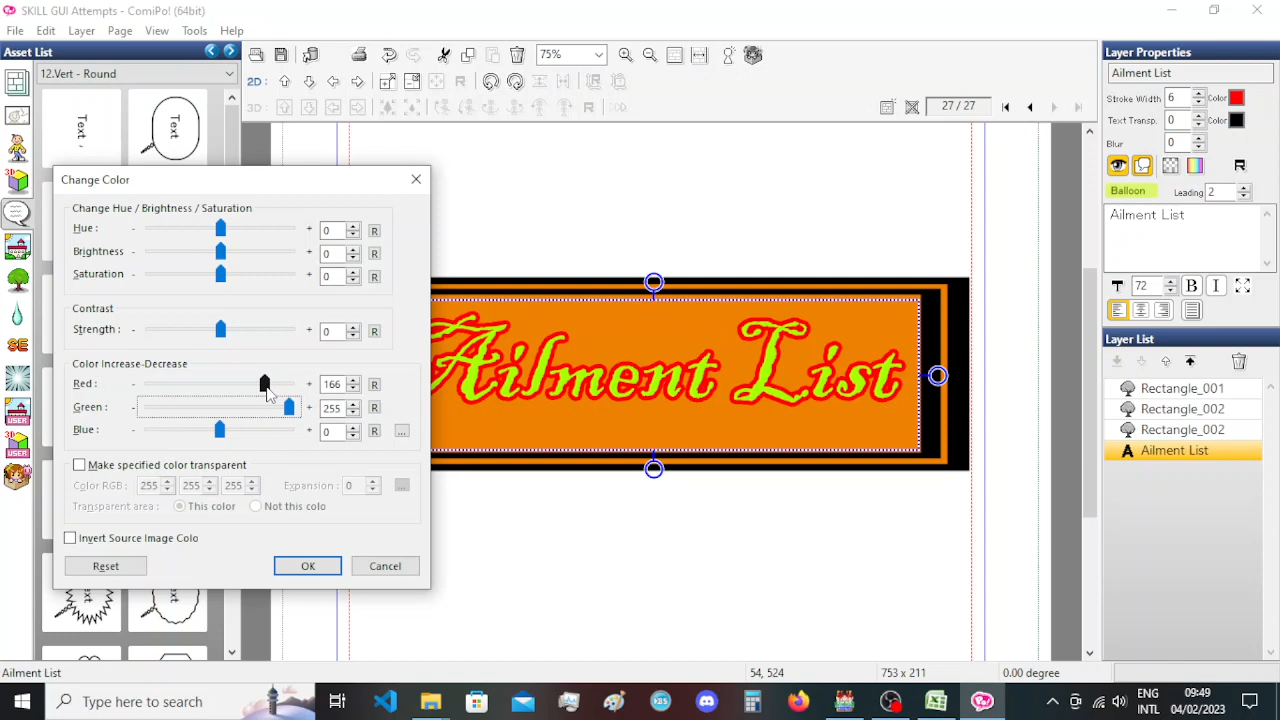 SKILL GUI Attempts - ComiPo! (64bit)
File Edit Layer Page View Tools Help
Asset List
12.Vert - Round
Text
Text
Text
Text
75%
2D:
3D:
27 / 27
Change Color
Change Hue / Brightness / Saturation
Hue : - + 0 R
Brightness - + 0 R
Saturation - + 0 R
Contrast
Strength : - + 0 R
Color Increase-Decrease
Red : - + 166 R
Green : - + 255 R
Blue : - + 0 R ...
Make specified color transparent
Color RGB : 255 255 255 Expansion : 0 ...
Transparent area : This color Not this colo
Invert Source Image Colo
Reset OK Cancel
Ailment List
Layer Properties
Ailment List
Stroke Width 6 Color
Text Transp. 0 Color
Blur 0
R
Balloon Leading 2
Ailment List
T 72 B I
Layer List
Rectangle_001
Rectangle_002
Rectangle_002
A Ailment List
SE
USER
USER
Ailment List 54, 524 753 x 211 0.00 degree
Type here to search
ENG
INTL
09:49
04/02/2023